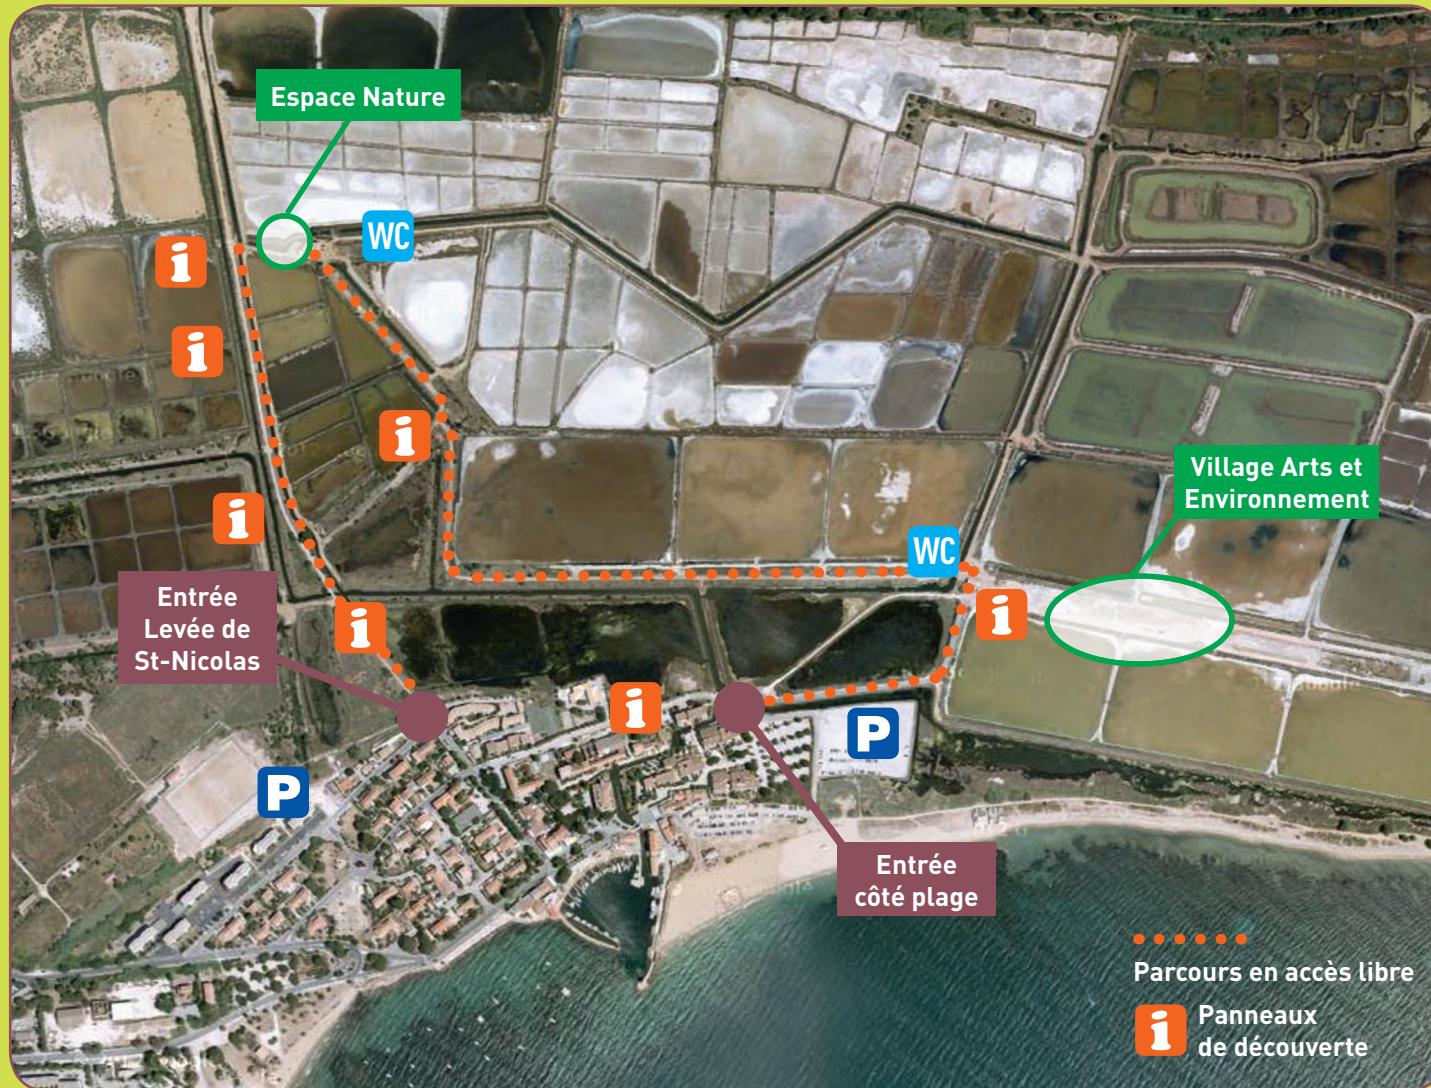 Espace Nature
WC
i
i
i
Village Arts et
Environnement
i
WC
Entrée
Levée de
St-Nicolas
i
i
i
P
P
Entrée
côté plage
Parcours en accès libre
i
Panneaux
de découverte